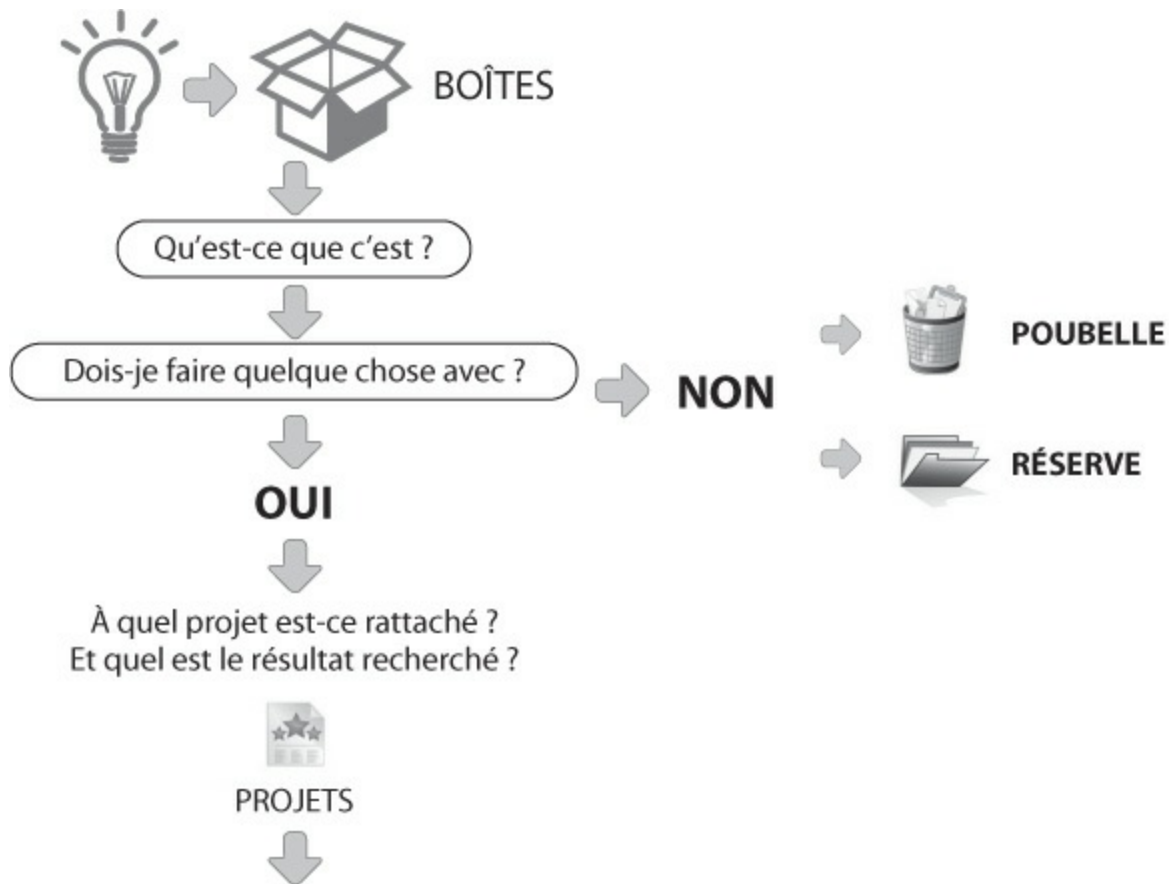 BOÎTES
Qu'est-ce que c'est ?
Dois-je faire quelque chose avec ?
NON
POUBELLE
RÉSERVE
OUI
À quel projet est-ce rattaché ?
Et quel est le résultat recherché ?
PROJETS